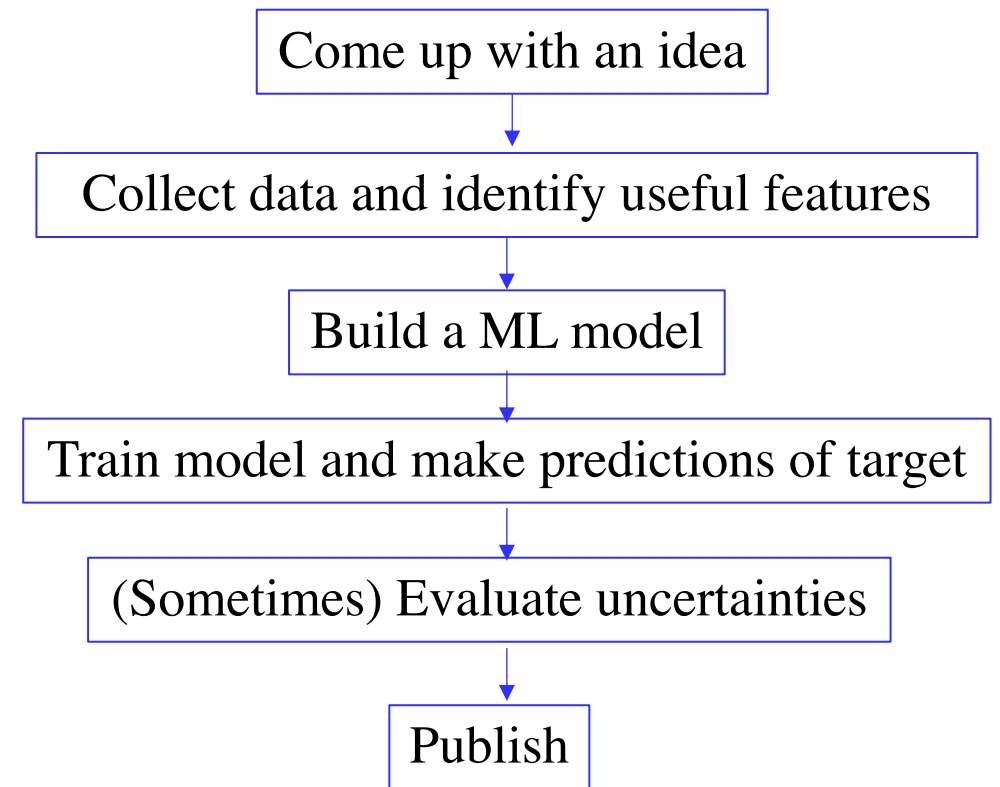 Come up with an idea
Collect data and identify useful features
Build a ML model
Train model and make predictions of target
(Sometimes) Evaluate uncertainties
Publish